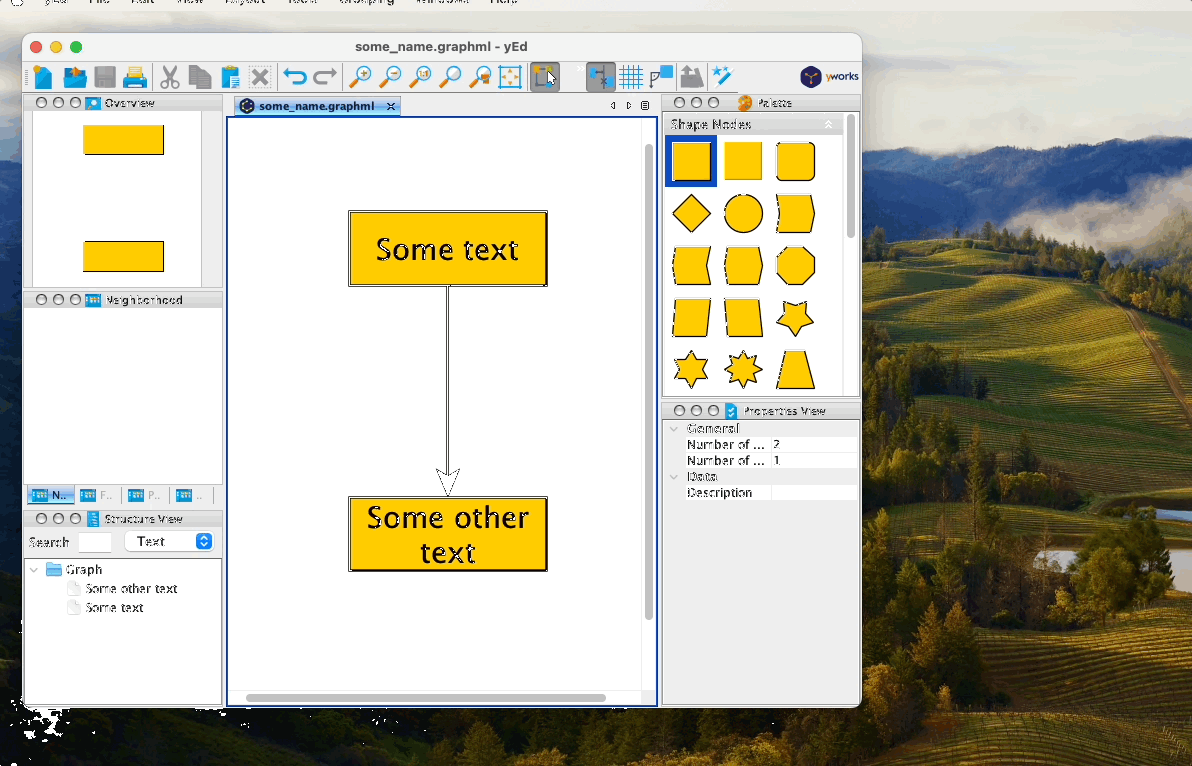 some_name.graphml - yEd
yworks
Overview
some_name.graphml
Palette
Shape Nodes
Some text
Neighborhood
Some other
text
Properties View
General
Number of ... 2
Number of ... 1
Data
Description
N..
F..
P..
..
Structure View
Search
Text
Graph
Some other text
Some text